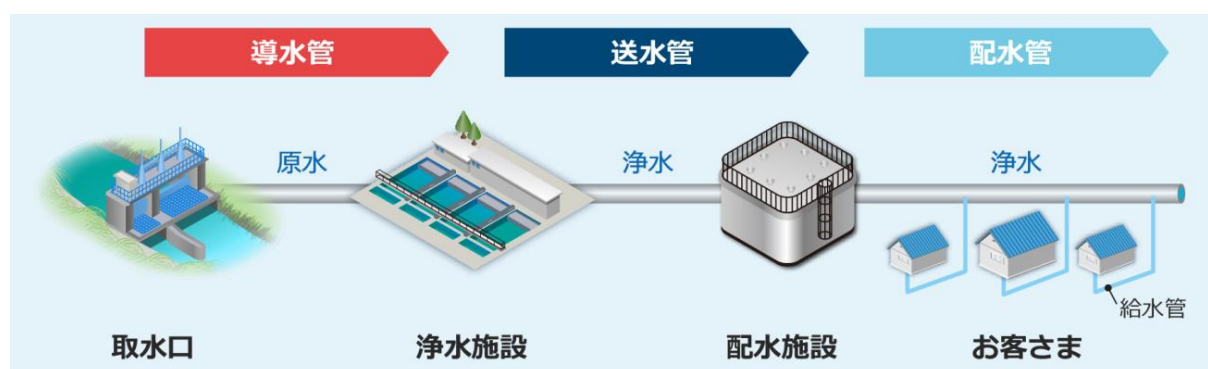 導水管
送水管
配水管
原水
浄水
浄水
給水管
取水口
浄水施設
配水施設
お客さま